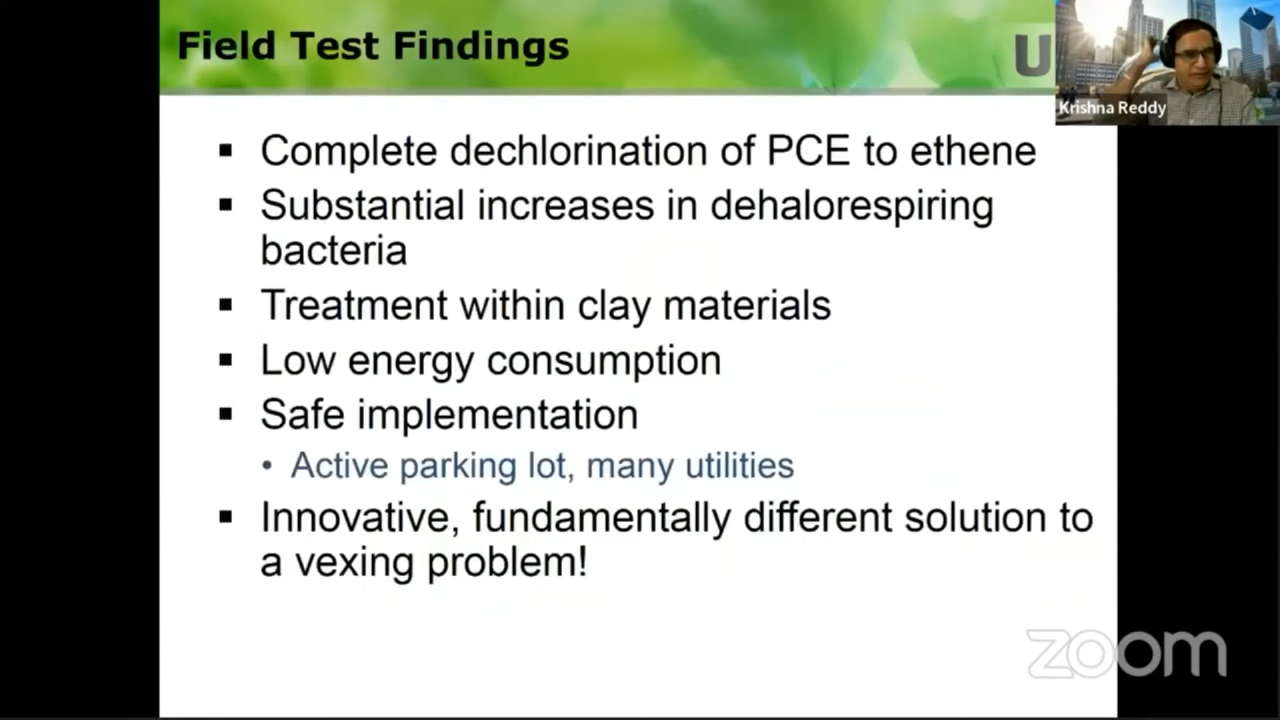 Field Test Findings
U
Krishna Reddy
▪ Complete dechlorination of PCE to ethene
▪ Substantial increases in dehalorespiring
bacteria
▪ Treatment within clay materials
▪ Low energy consumption
▪ Safe implementation
• Active parking lot, many utilities
▪ Innovative, fundamentally different solution to
a vexing problem!
zoom